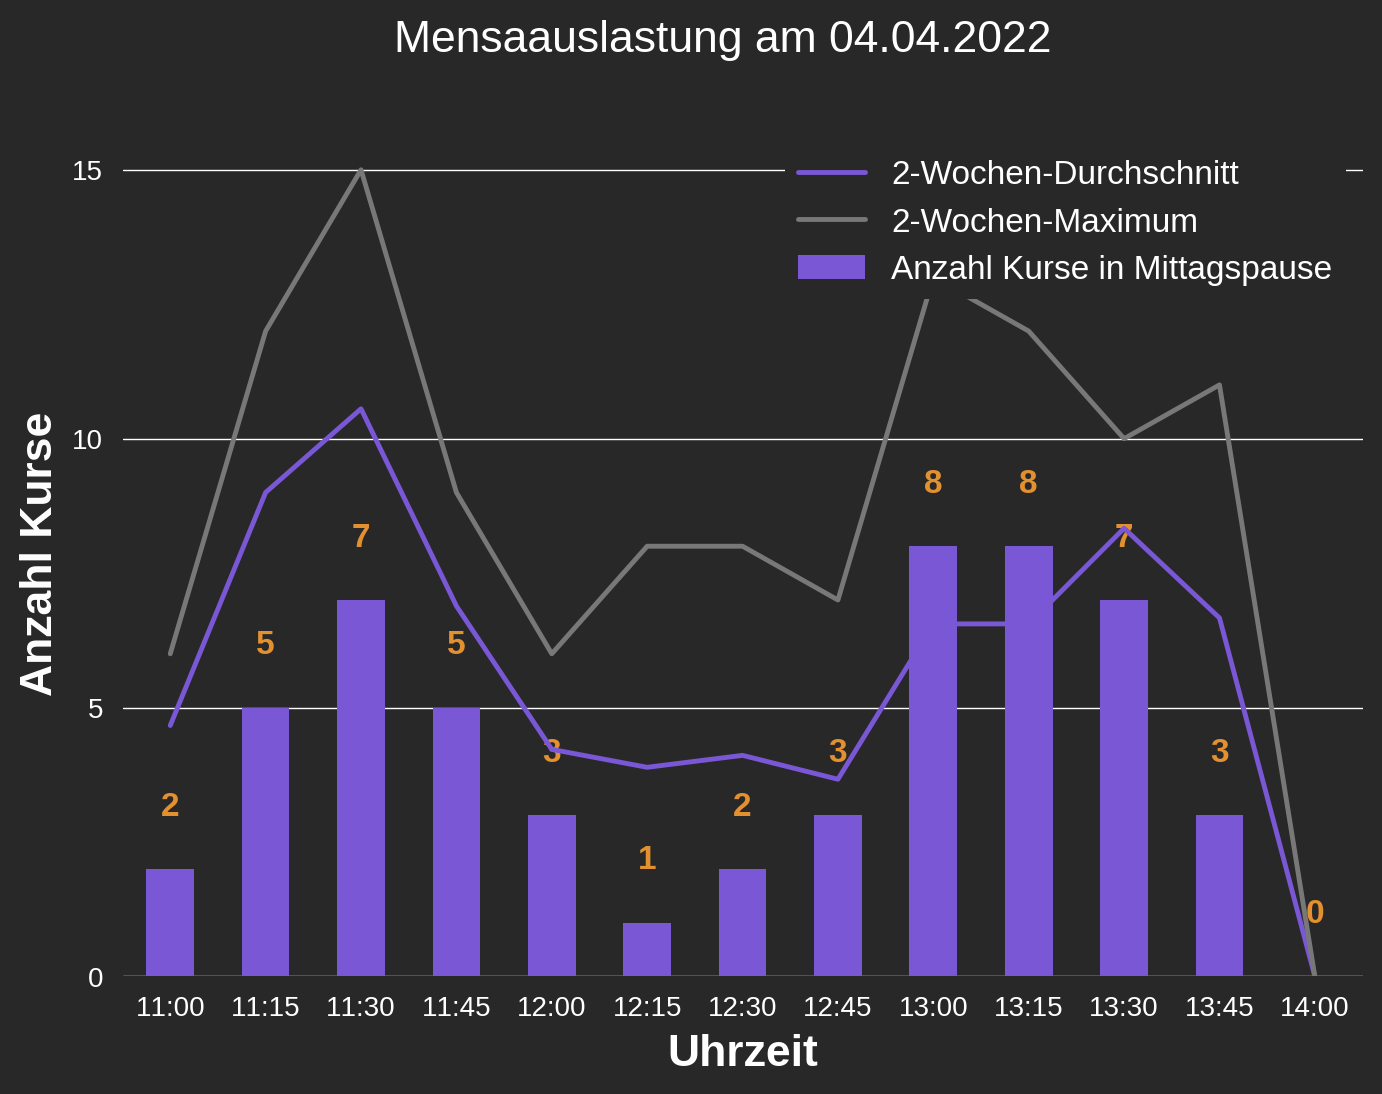 Mensaauslastung am 04.04.2022
2-Wochen-Durchschnitt
2-Wochen-Maximum
Anzahl Kurse in Mittagspause
Anzahl Kurse
15
10
5
0
2
5
7
5
3
1
2
3
8
8
7
3
0
11:00 11:15 11:30 11:45 12:00 12:15 12:30 12:45 13:00 13:15 13:30 13:45 14:00
Uhrzeit